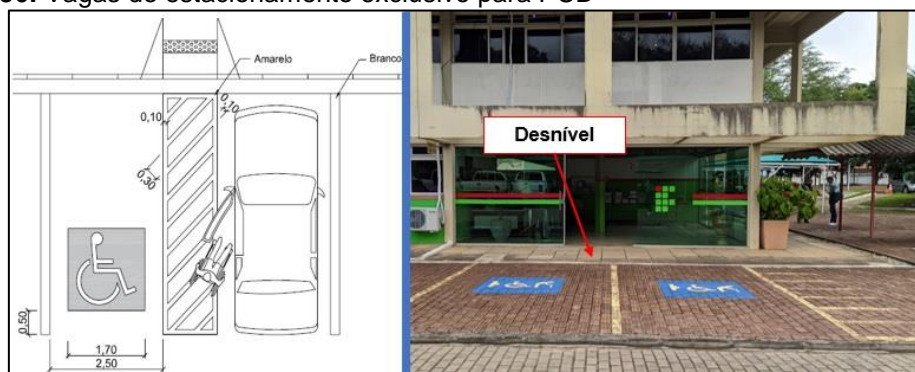 Vagas de estacionamento exclusivo para PCD
Amarelo
Branco
0,10
0,10
0,30
0,50
1,70
2,50
Desnível